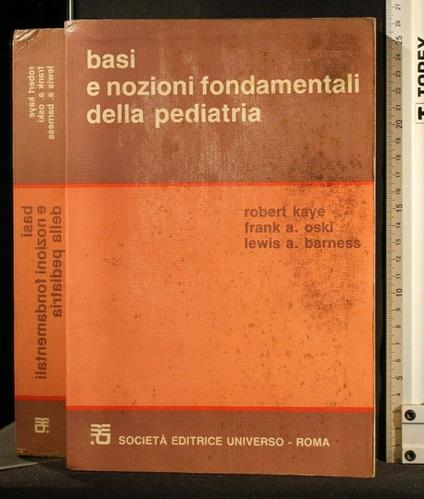 basi
e nozioni fondamentali
della pediatria
robert kaye
frank a. oski
lewis a. barness
SOCIETÀ EDITRICE UNIVERSO - ROMA
lewis a. barness
frank a. oski
robert kaye
della pediatria
e nozioni fondamentali
basi
TOREX